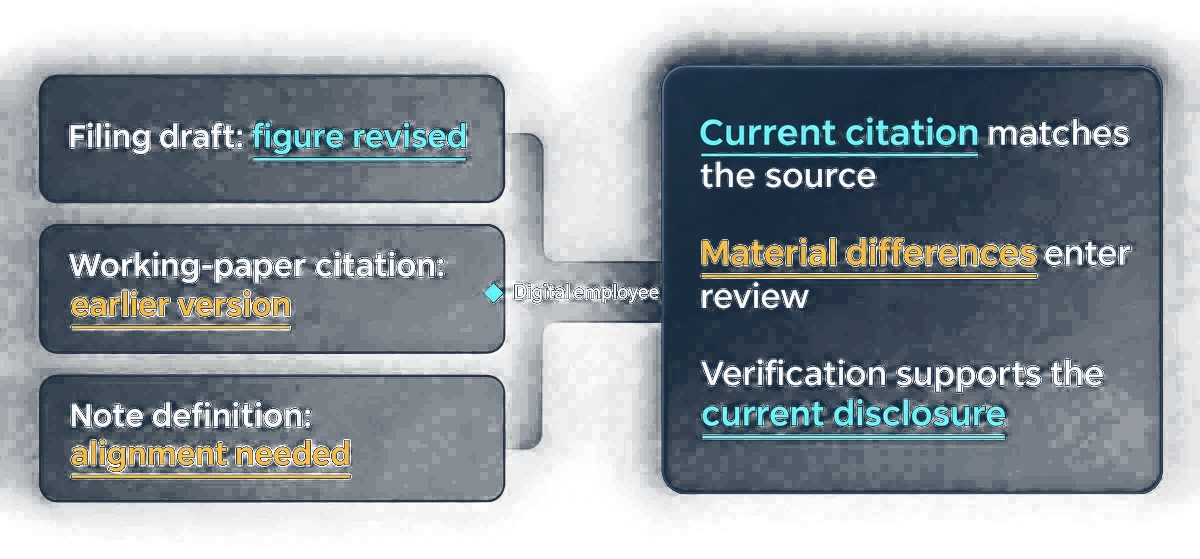 Filing draft: figure revised
Working-paper citation:
earlier version
Note definition:
alignment needed
Digital employee
Current citation matches
the source
Material differences enter
review
Verification supports the
current disclosure